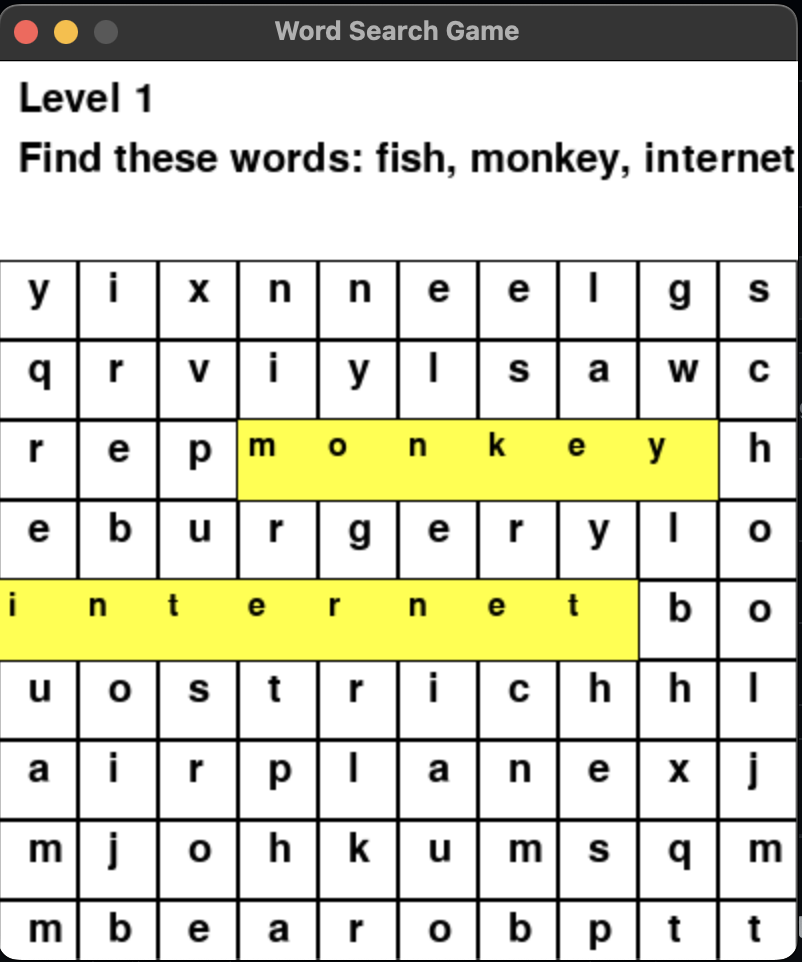 Word Search Game
Level 1
Find these words: fish, monkey, internet
y i x n n e e l g s
q r v i y l s a w c
r e p m o n k e y h
e b u r g e r y l o
i n t e r n e t b o
u o s t r i c h h l
a i r p l a n e x j
m j o h k u m s q m
m b e a r o b p t t